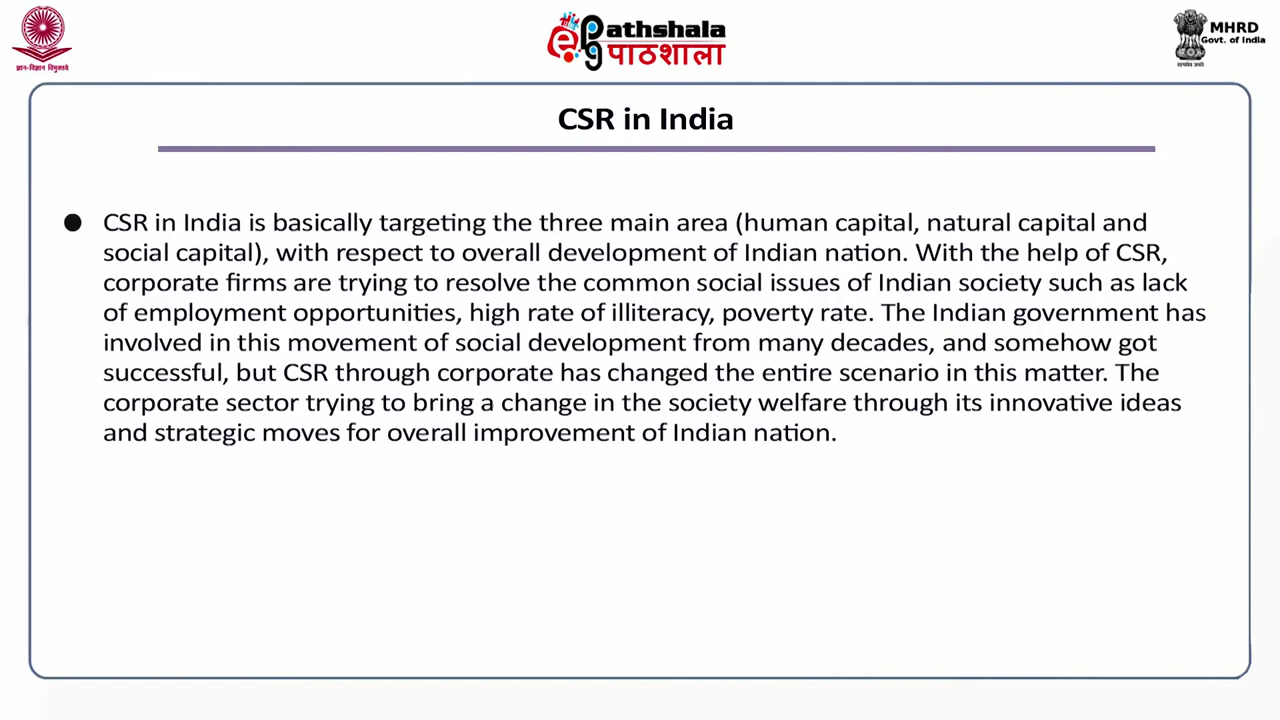 ज्ञान-विज्ञान विमुक्तये
epg Pathshala
पाठशाला
MHRD
Govt. of India
CSR in India
● CSR in India is basically targeting the three main area (human capital, natural capital and
social capital), with respect to overall development of Indian nation. With the help of CSR,
corporate firms are trying to resolve the common social issues of Indian society such as lack
of employment opportunities, high rate of illiteracy, poverty rate. The Indian government has
involved in this movement of social development from many decades, and somehow got
successful, but CSR through corporate has changed the entire scenario in this matter. The
corporate sector trying to bring a change in the society welfare through its innovative ideas
and strategic moves for overall improvement of Indian nation.